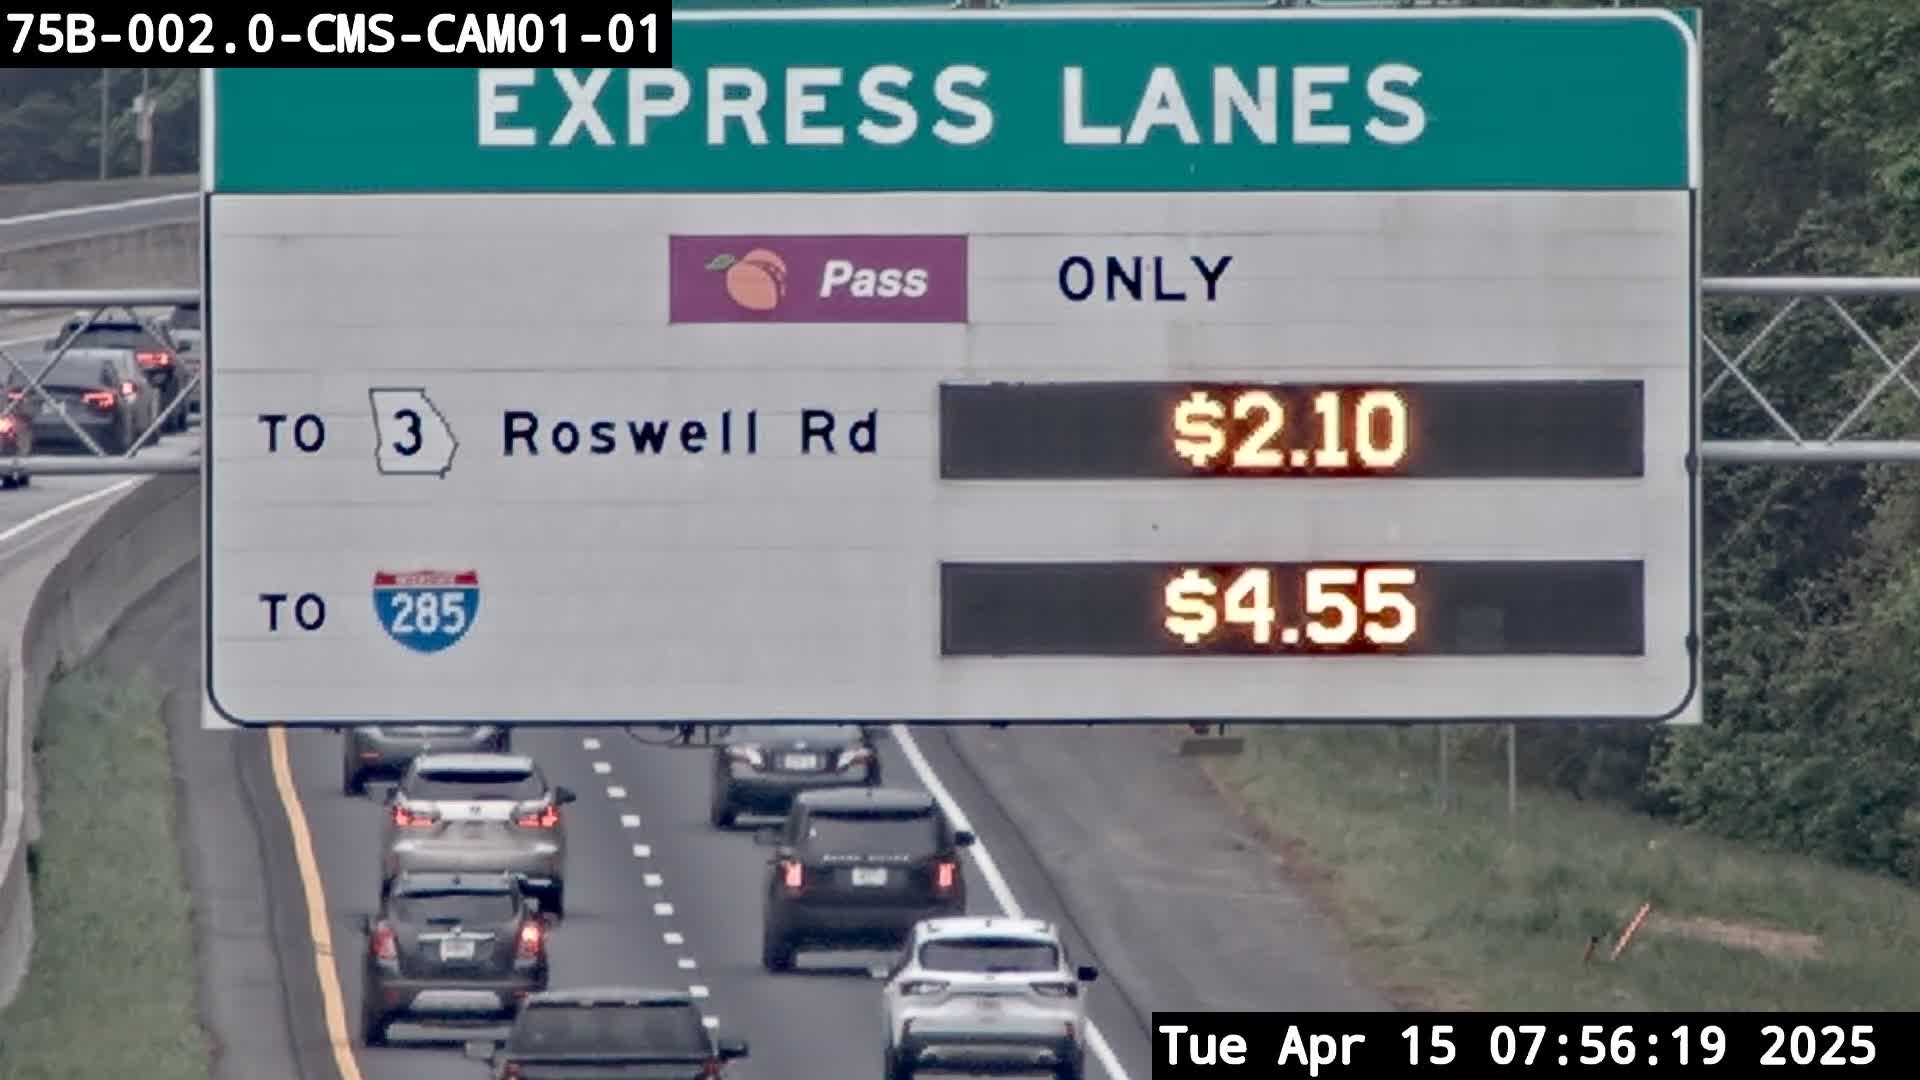 75B-002.0-CMS-CAM01-01
EXPRESS LANES
Pass ONLY
TO 3 Roswell Rd $2.10
TO INTERSTATE 285 $4.55
Tue Apr 15 07:56:19 2025